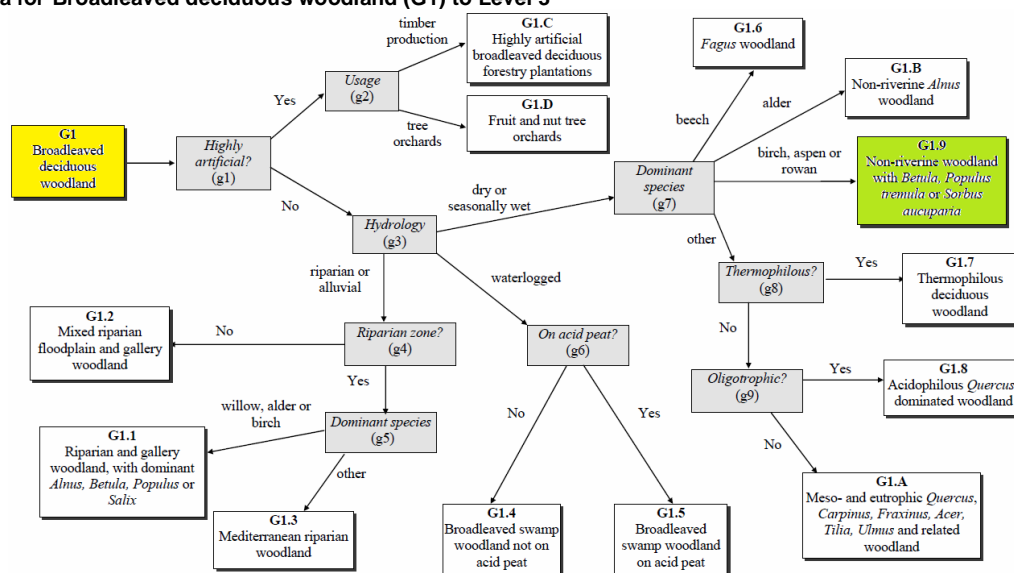 a for Broadleaved deciduous woodland (G1) to Level 3
G1
Broadleaved
deciduous
woodland
Highly
artificial?
(g1)
Yes
No
Usage
(g2)
timber
production
tree
orchards
G1.C
Highly artificial
broadleaved deciduous
forestry plantations
G1.D
Fruit and nut tree
orchards
Hydrology
(g3)
dry or
seasonally wet
riparian or
alluvial
waterlogged
Dominant
species
(g7)
beech
alder
birch, aspen or
rowan
other
G1.6
Fagus woodland
G1.B
Non-riverine Alnus
woodland
G1.9
Non-riverine woodland
with Betula, Populus
tremula or Sorbus
aucuparia
Thermophilous?
(g8)
Yes
No
G1.7
Thermophilous
deciduous
woodland
Oligotrophic?
(g9)
Yes
No
G1.8
Acidophilous Quercus
dominated woodland
G1.A
Meso- and eutrophic Quercus,
Carpinus, Fraxinus, Acer,
Tilia, Ulmus and related
woodland
Riparian zone?
(g4)
No
Yes
G1.2
Mixed riparian
floodplain and gallery
woodland
Dominant species
(g5)
willow, alder or
birch
other
G1.1
Riparian and gallery
woodland, with dominant
Alnus, Betula, Populus or
Salix
G1.3
Mediterranean riparian
woodland
On acid peat?
(g6)
No
Yes
G1.4
Broadleaved swamp
woodland not on
acid peat
G1.5
Broadleaved
swamp woodland
on acid peat